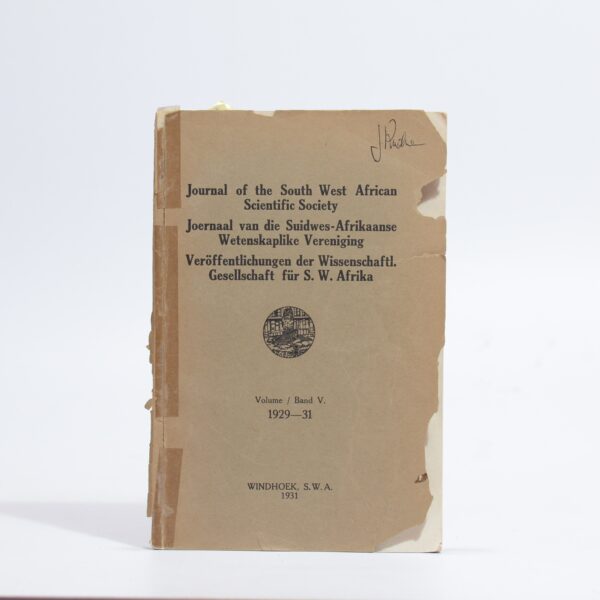 Journal of the South West African
Scientific Society
Joernaal van die Suidwes-Afrikaanse
Wetenskaplike Vereniging
Veröffentlichungen der Wissenschaftl.
Gesellschaft für S. W. Afrika
Volume / Band V.
1929—31
WINDHOEK, S. W. A.
1931